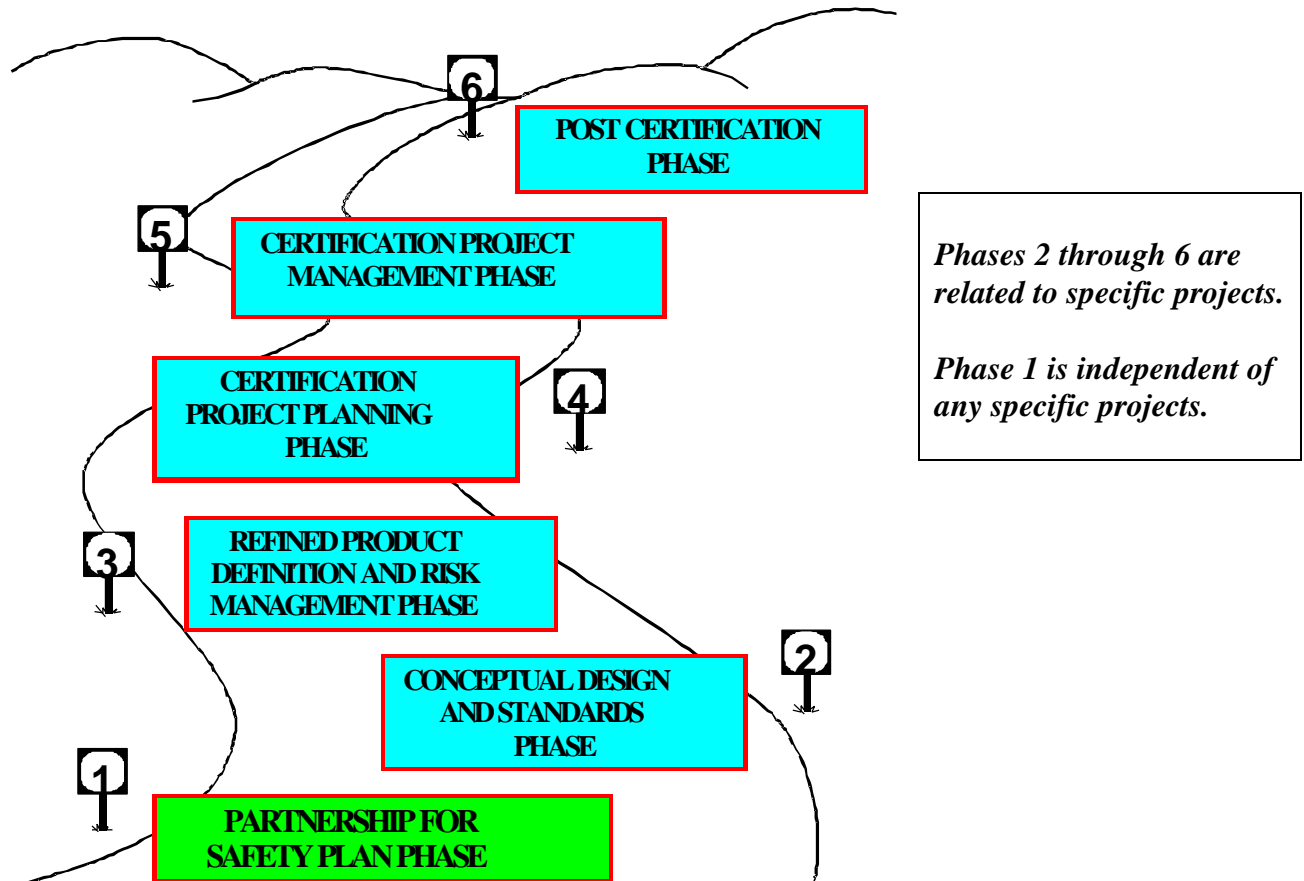 6
POST CERTIFICATION
PHASE
5
CERTIFICATION PROJECT
MANAGEMENT PHASE
Phases 2 through 6 are
related to specific projects.
Phase 1 is independent of
any specific projects.
CERTIFICATION
PROJECT PLANNING
PHASE
4
3
REFINED PRODUCT
DEFINITION AND RISK
MANAGEMENT PHASE
2
CONCEPTUAL DESIGN
AND STANDARDS
PHASE
1
PARTNERSHIP FOR
SAFETY PLAN PHASE